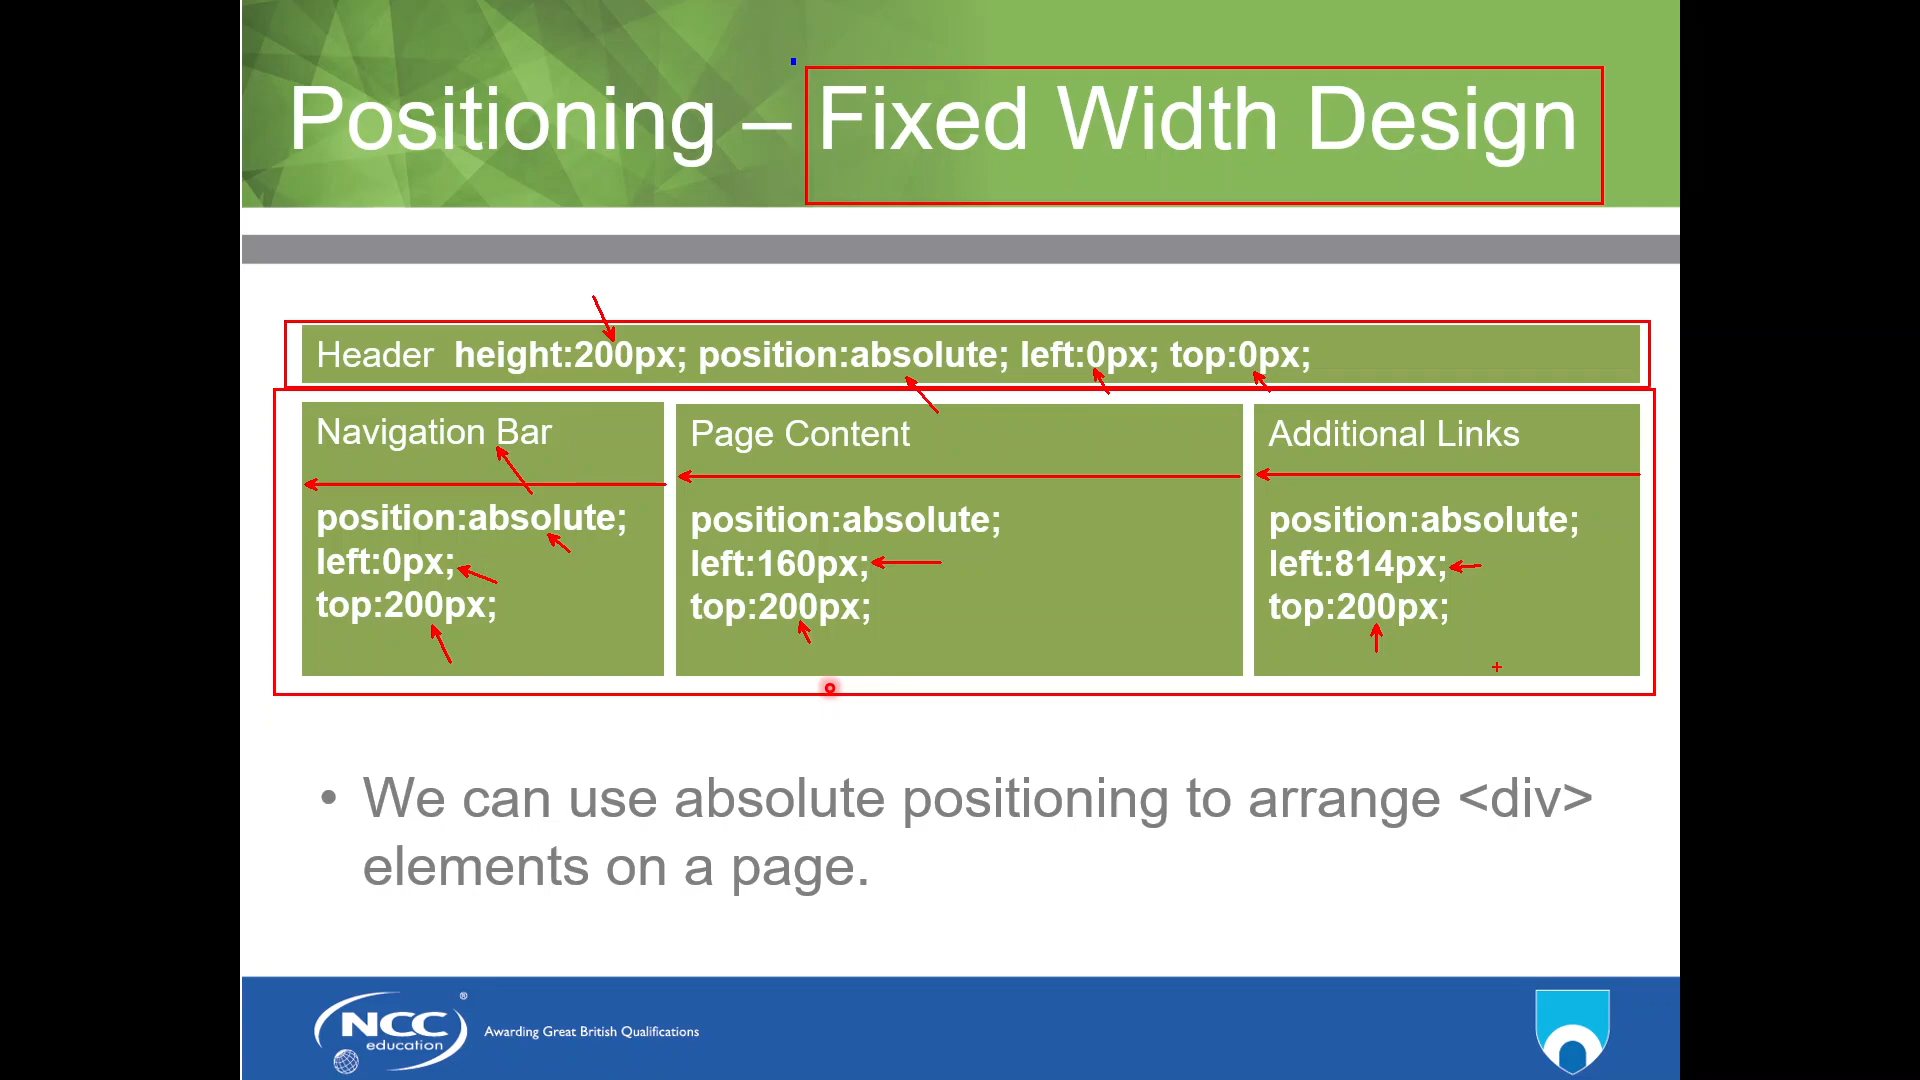 Positioning – Fixed Width Design
Header height:200px; position:absolute; left:0px; top:0px;
Navigation Bar
position:absolute;
left:0px;
top:200px;
Page Content
position:absolute;
left:160px;
top:200px;
Additional Links
position:absolute;
left:814px;
top:200px;
• We can use absolute positioning to arrange <div>
elements on a page.
NCC®
education
Awarding Great British Qualifications